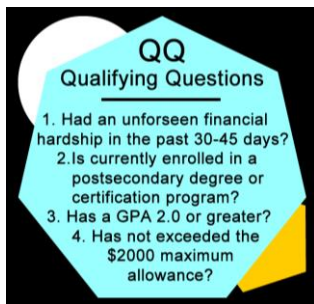 QQ
Qualifying Questions
1. Had an unforseen financial
hardship in the past 30-45 days?
2.Is currently enrolled in a
postsecondary degree or
certification program?
3. Has a GPA 2.0 or greater?
4. Has not exceeded the
$2000 maximum
allowance?